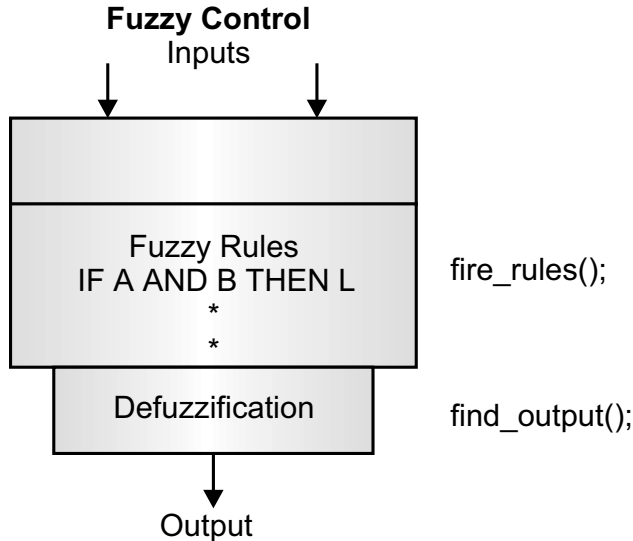 Fuzzy Control
Inputs
Fuzzy Rules
IF A AND B THEN L
*
*
fire_rules();
Defuzzification
find_output();
Output